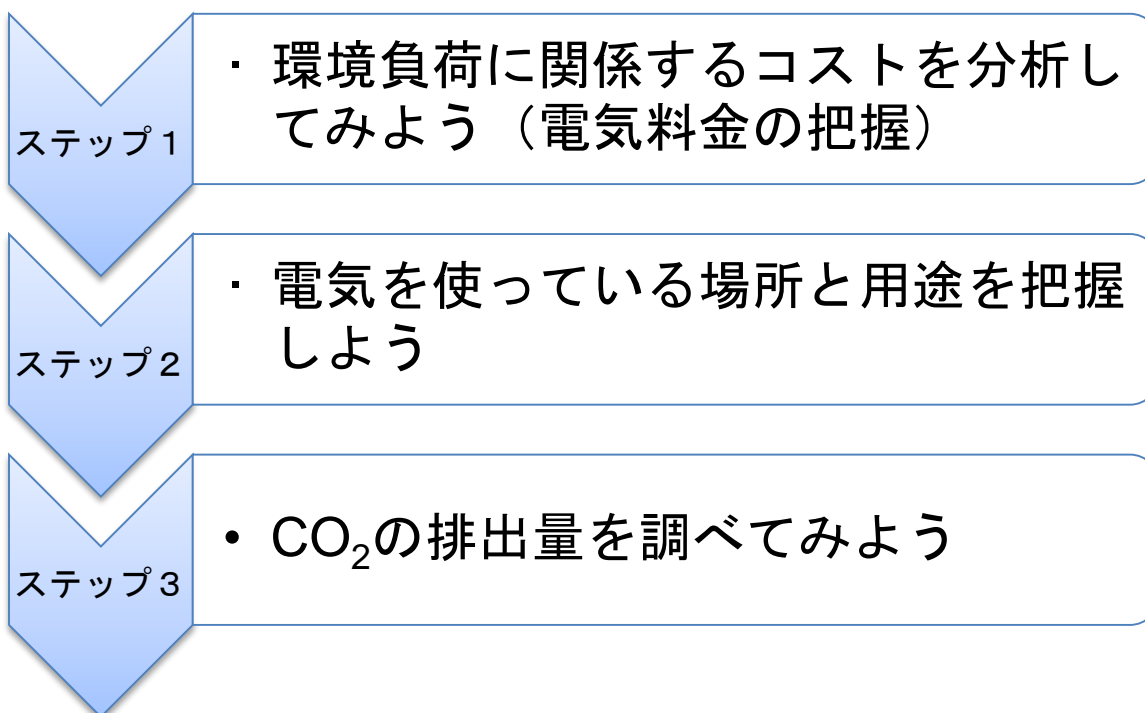 ステップ１
・ 環境負荷に関係するコストを分析し
てみよう（電気料金の把握）
ステップ２
・ 電気を使っている場所と用途を把握
しよう
ステップ３
• CO₂の排出量を調べてみよう